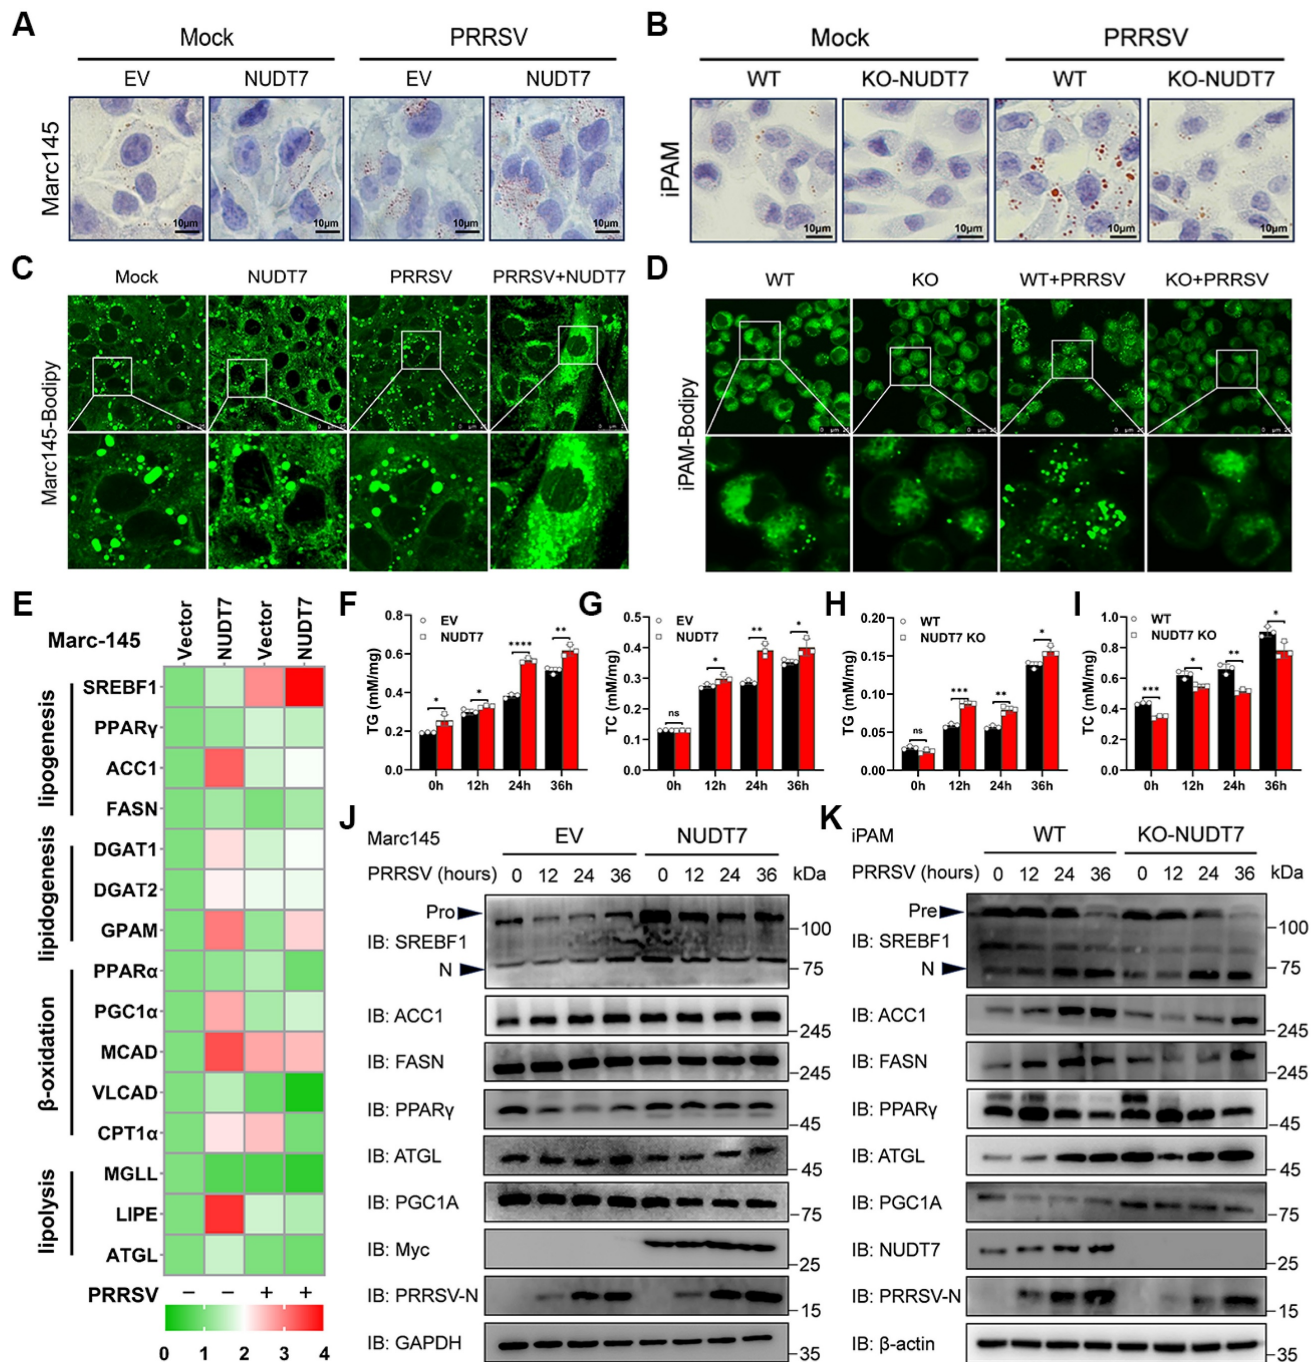 A
Mock
PRRSV
EV
NUDT7
EV
NUDT7
Marc145
10μm
10μm
10μm
10μm
B
Mock
PRRSV
WT
KO-NUDT7
WT
KO-NUDT7
iPAM
10μm
10μm
10μm
10μm
C
Mock
NUDT7
PRRSV
PRRSV+NUDT7
Marc145-Bodipy
D
WT
KO
WT+PRRSV
KO+PRRSV
iPAM-Bodipy
E
Marc-145
Vector
NUDT7
Vector
NUDT7
lipogenesis
SREBF1
PPARγ
ACC1
FASN
lipidogenesis
DGAT1
DGAT2
GPAM
β-oxidation
PPARα
PGC1α
MCAD
VLCAD
CPT1α
lipolysis
MGLL
LIPE
ATGL
PRRSV − − + +
0 1 2 3 4
F
EV
NUDT7
TG (mM/mg)
0.8
0.6
0.4
0.2
0.0
* * **** **
0h 12h 24h 36h
G
EV
NUDT7
TC (mM/mg)
0.5
0.4
0.3
0.2
0.1
0.0
ns * ** *
0h 12h 24h 36h
H
WT
NUDT7 KO
TG (mM/mg)
0.20
0.15
0.10
0.05
0.00
ns *** ** *
0h 12h 24h 36h
I
WT
NUDT7 KO
TC (mM/mg)
1.0
0.8
0.6
0.4
0.2
0.0
*** * ** *
0h 12h 24h 36h
J
Marc145 EV NUDT7
PRRSV (hours) 0 12 24 36 0 12 24 36 kDa
Pro
100
IB: SREBF1
N
75
IB: ACC1
245
IB: FASN
245
IB: PPARγ
45
IB: ATGL
45
IB: PGC1A
75
IB: Myc
25
IB: PRRSV-N
15
IB: GAPDH
35
K
iPAM WT KO-NUDT7
PRRSV (hours) 0 12 24 36 0 12 24 36 kDa
Pre
100
IB: SREBF1
N
75
IB: ACC1
245
IB: FASN
245
IB: PPARγ
45
IB: ATGL
45
IB: PGC1A
75
IB: NUDT7
25
IB: PRRSV-N
15
IB: β-actin
35